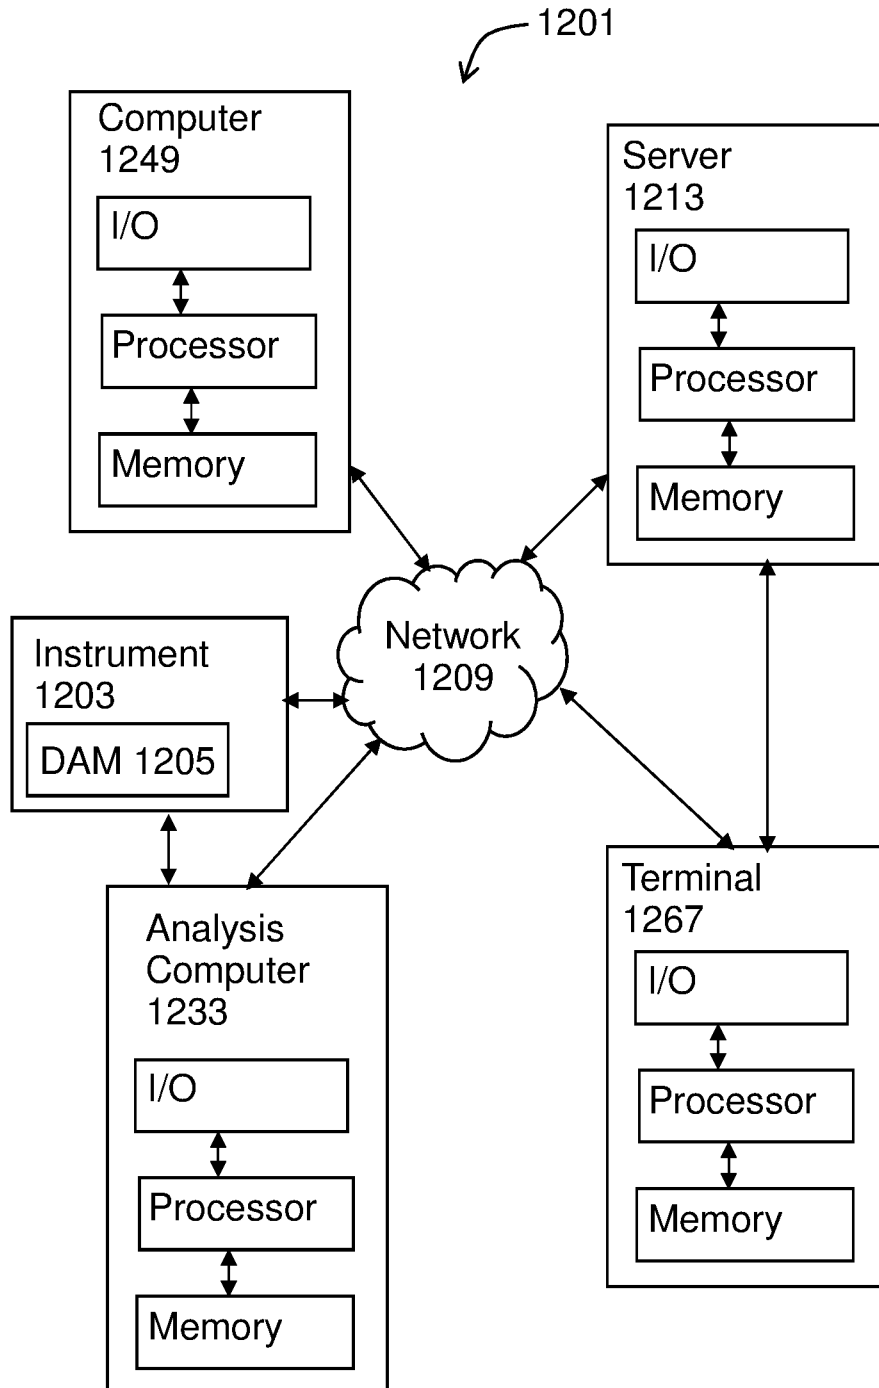 1201
Computer
1249
I/O
Processor
Memory
Server
1213
I/O
Processor
Memory
Network
1209
Instrument
1203
DAM 1205
Analysis
Computer
1233
I/O
Processor
Memory
Terminal
1267
I/O
Processor
Memory